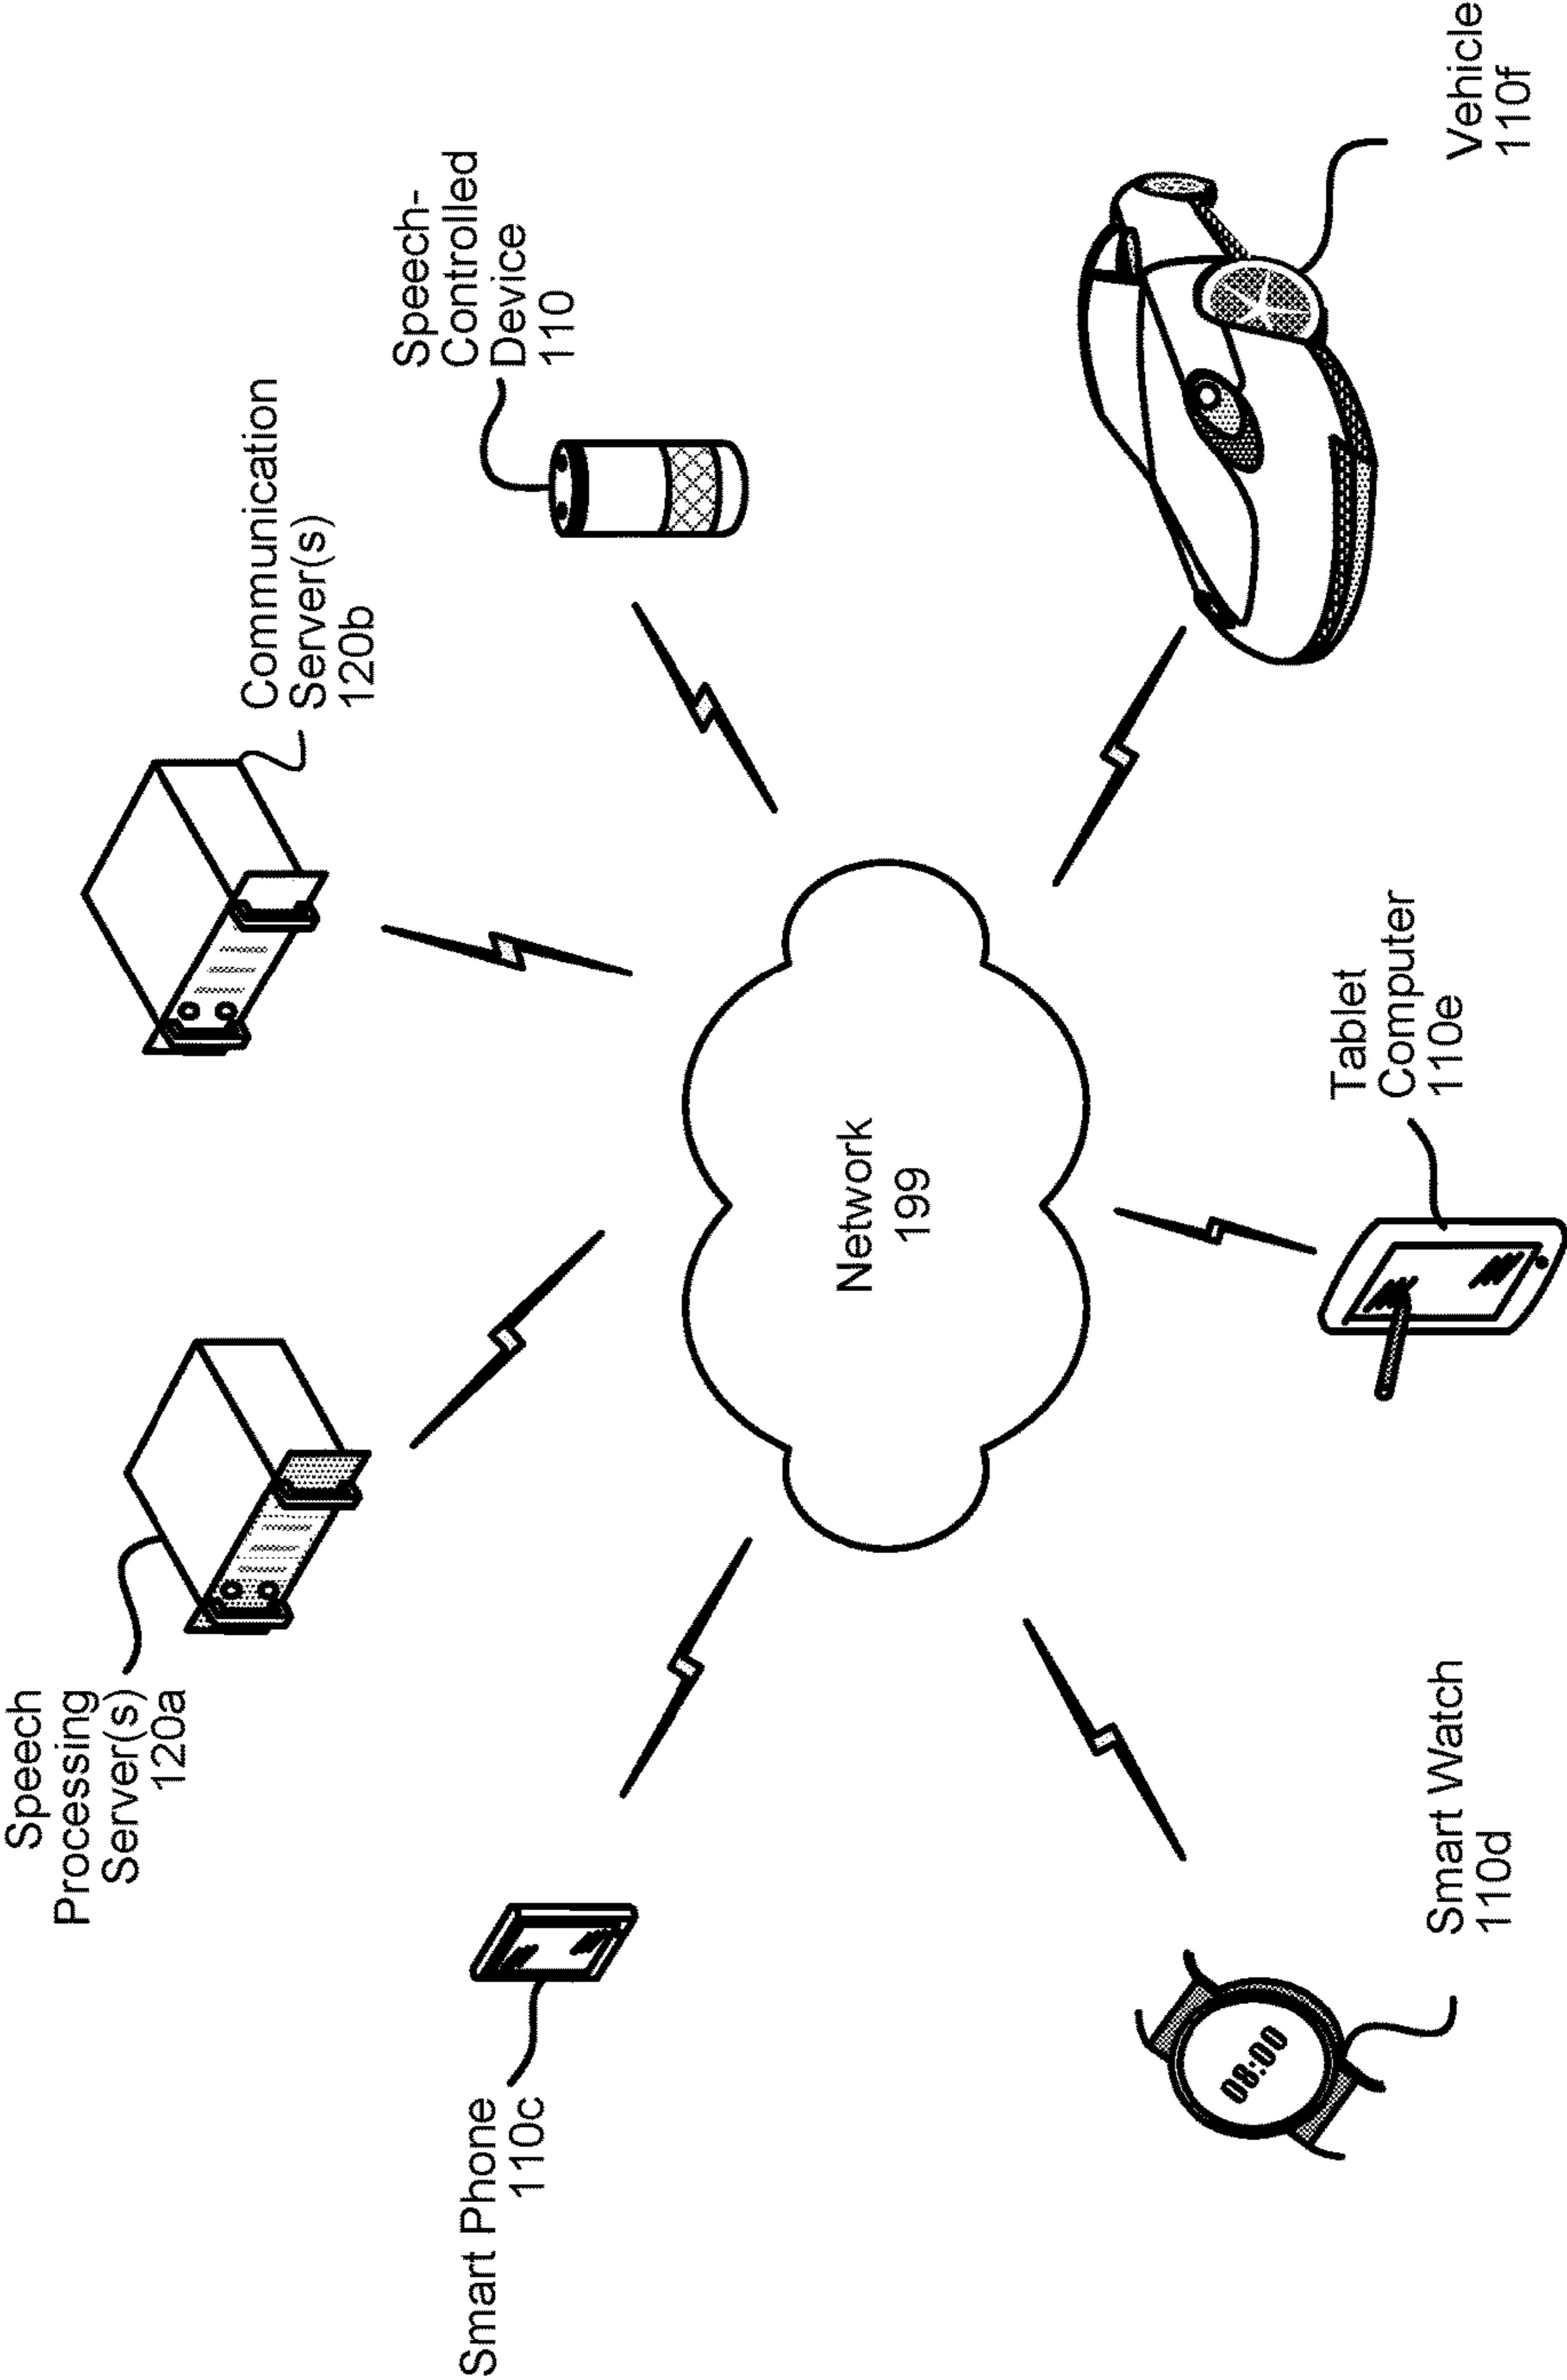 Speech
Processing
Server(s)
120a
Communication
Server(s)
120b
Smart Phone
110c
Speech-
Controlled
Device
110
Network
199
08:00
Smart Watch
110d
Tablet
Computer
110e
Vehicle
110f